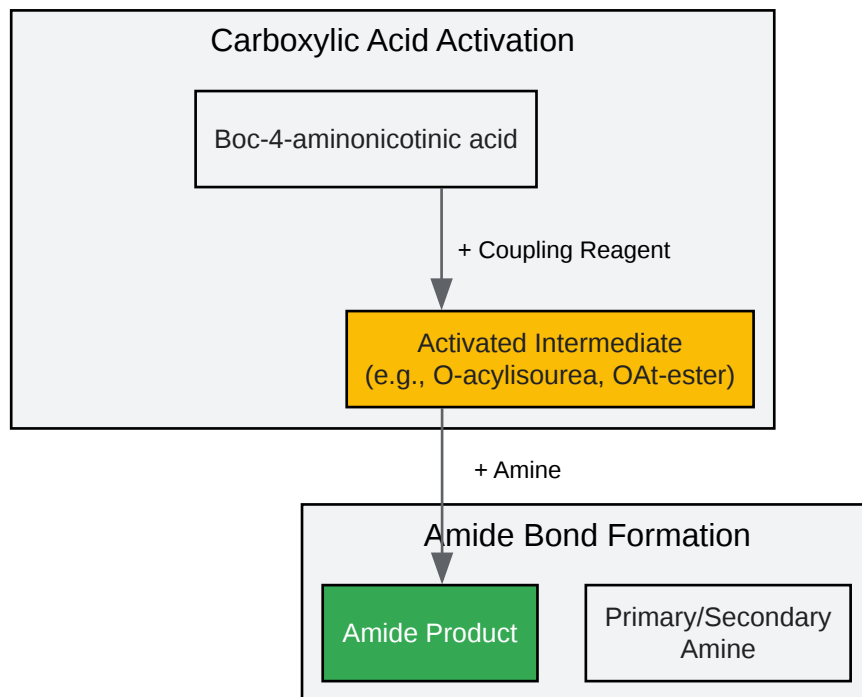 Carboxylic Acid Activation
Boc-4-aminonicotinic acid
+ Coupling Reagent
Activated Intermediate
(e.g., O-acylisourea, OAt-ester)
+ Amine
Amide Bond Formation
Amide Product
Primary/Secondary
Amine